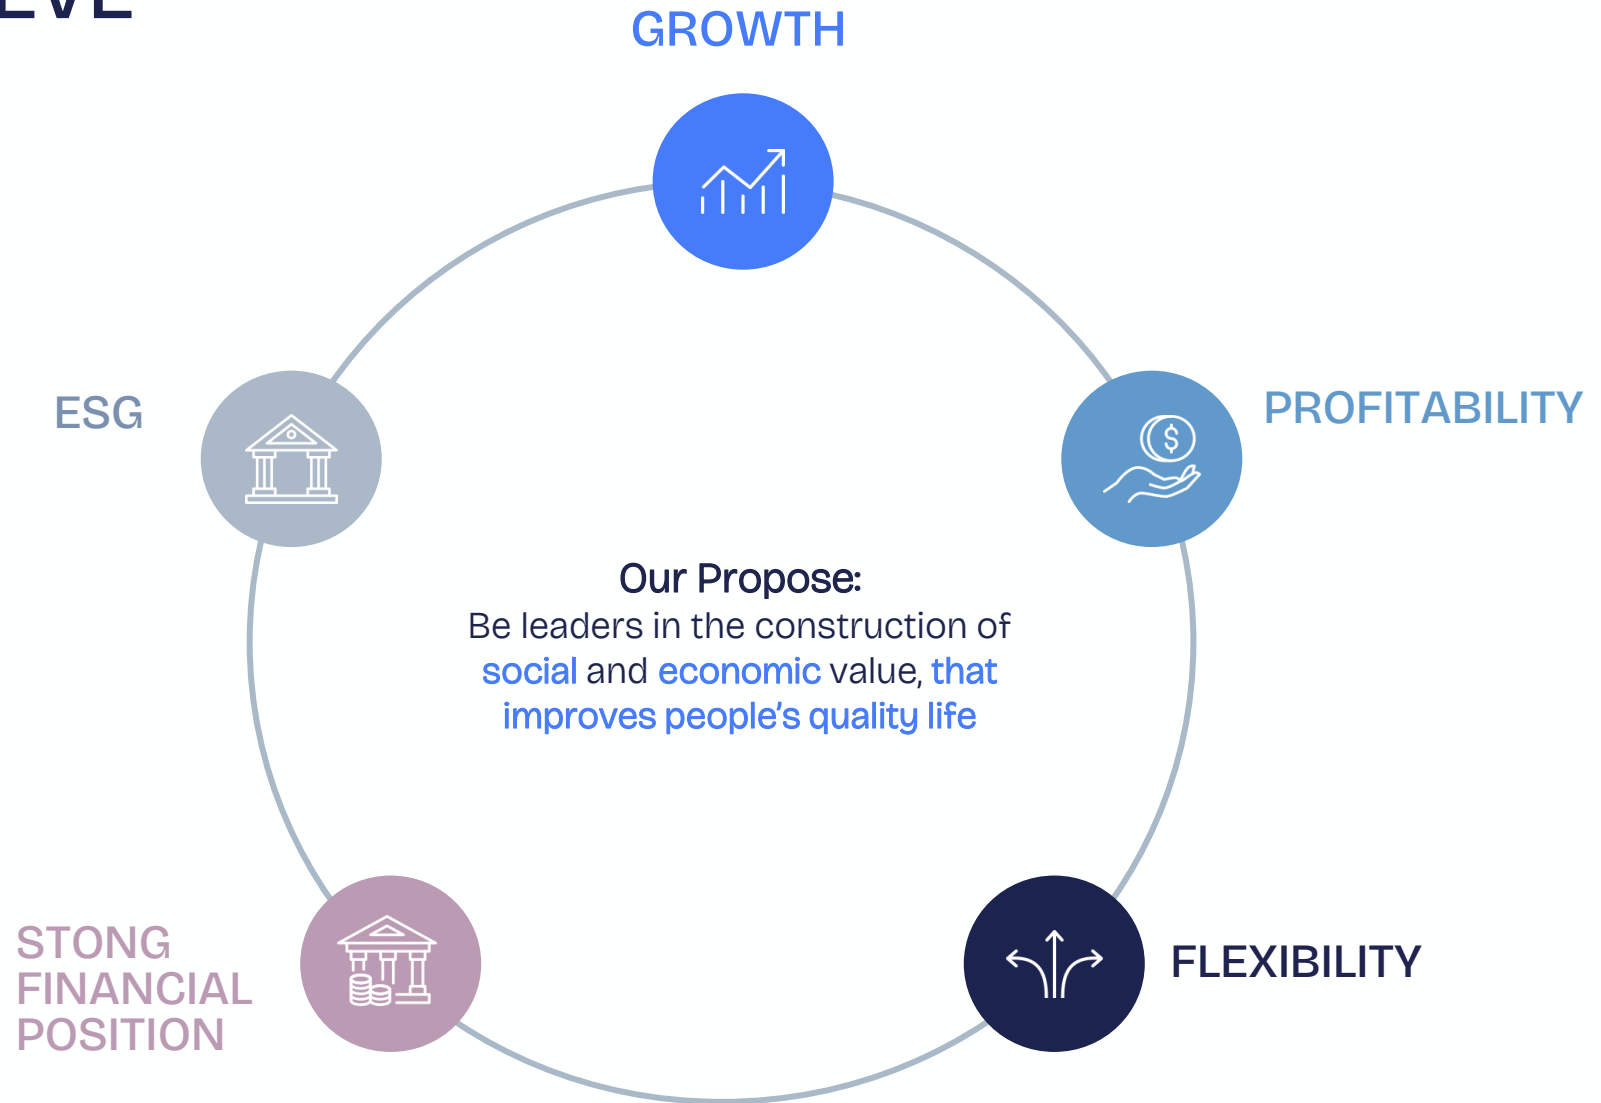 GROWTH
ESG
PROFITABILITY
Our Propose:
Be leaders in the construction of
social and economic value, that
improves people's quality life
STONG
FINANCIAL
POSITION
FLEXIBILITY
$